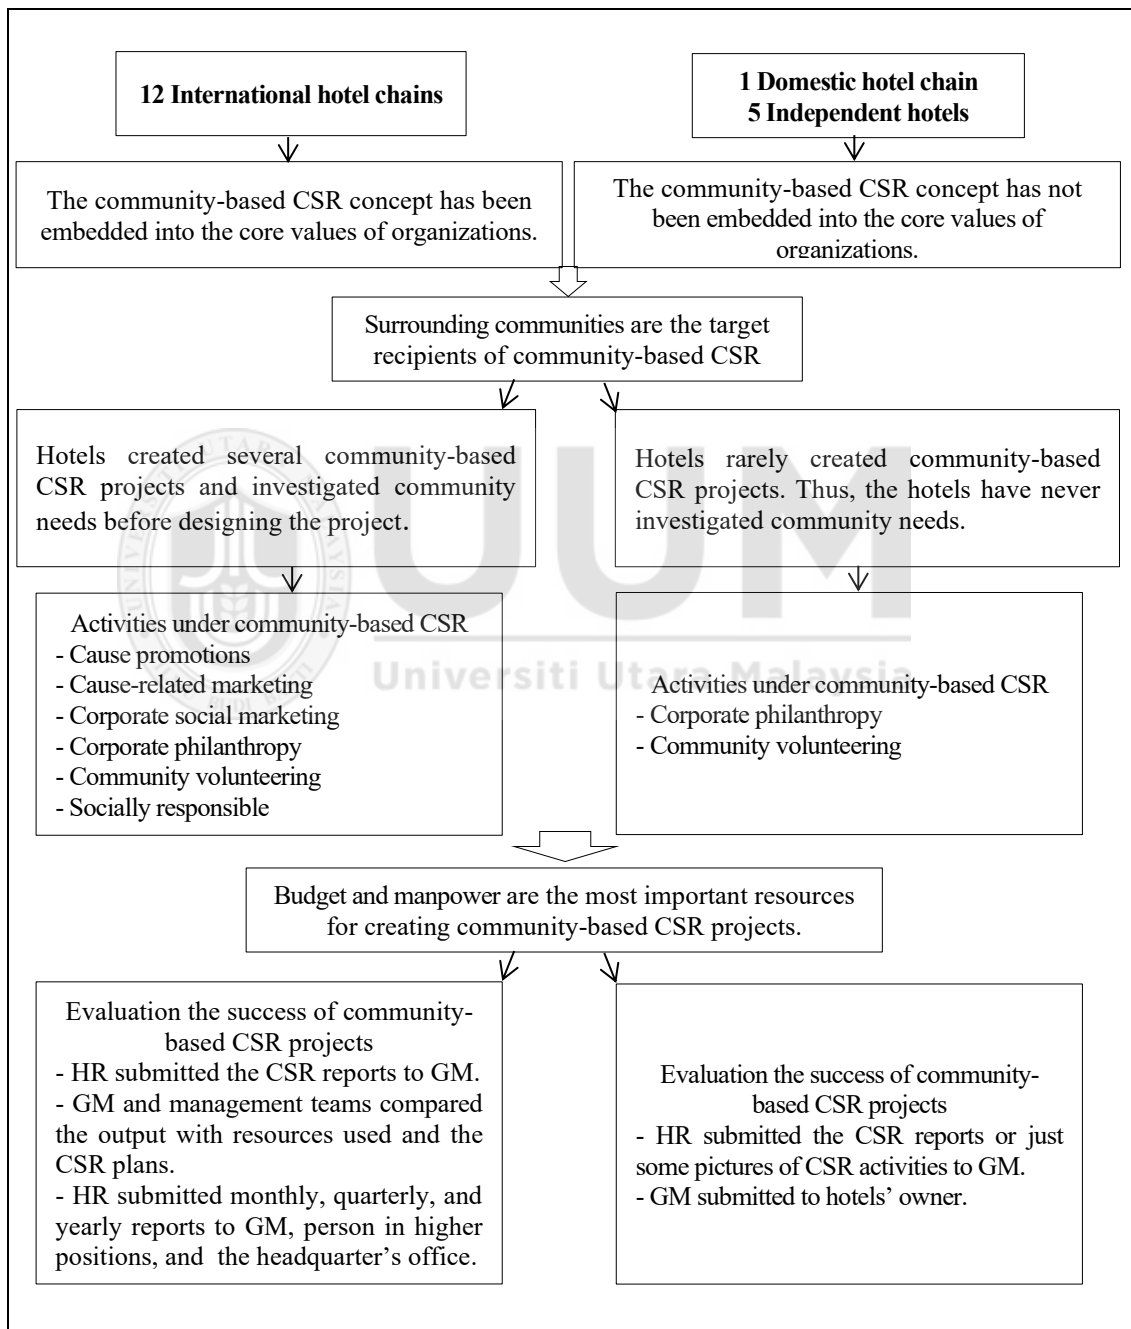 12 International hotel chains
1 Domestic hotel chain
5 Independent hotels
The community-based CSR concept has been
embedded into the core values of organizations.
The community-based CSR concept has not
been embedded into the core values of
organizations.
Surrounding communities are the target
recipients of community-based CSR
Hotels created several community-based
CSR projects and investigated community
needs before designing the project.
Hotels rarely created community-based
CSR projects. Thus, the hotels have never
investigated community needs.
UUM
Universiti Utara Malaysia
UNIVERSITI UTARA MALAYSIA
Activities under community-based CSR
- Cause promotions
- Cause-related marketing
- Corporate social marketing
- Corporate philanthropy
- Community volunteering
- Socially responsible
Activities under community-based CSR
- Corporate philanthropy
- Community volunteering
Budget and manpower are the most important resources
for creating community-based CSR projects.
Evaluation the success of community-
based CSR projects
- HR submitted the CSR reports to GM.
- GM and management teams compared
the output with resources used and the
CSR plans.
- HR submitted monthly, quarterly, and
yearly reports to GM, person in higher
positions, and the headquarter’s office.
Evaluation the success of community-
based CSR projects
- HR submitted the CSR reports or just
some pictures of CSR activities to GM.
- GM submitted to hotels’ owner.